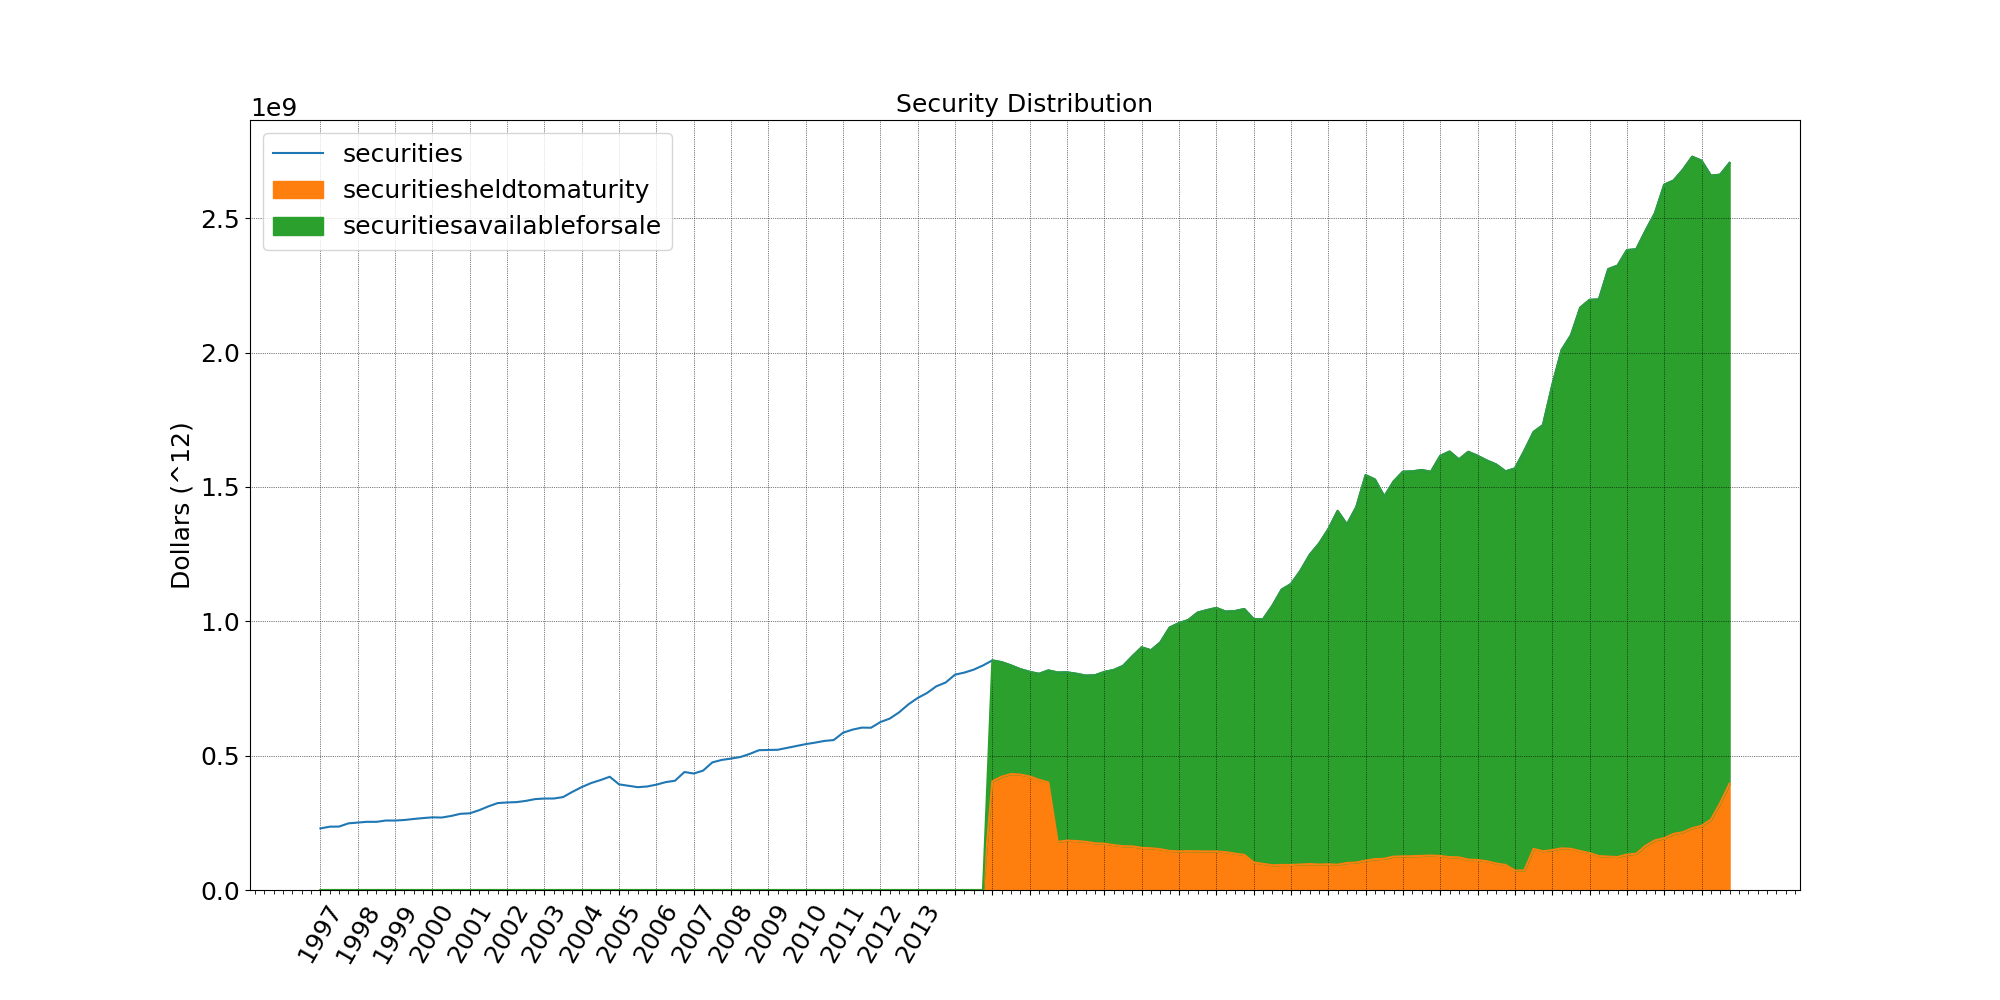 Security Distribution
1e9
securities
securitiesheldtomaturity
securitiesavailableforsale
Dollars (^12)
2.5
2.0
1.5
1.0
0.5
0.0
1997 1998 1999 2000 2001 2002 2003 2004 2005 2006 2007 2008 2009 2010 2011 2012 2013